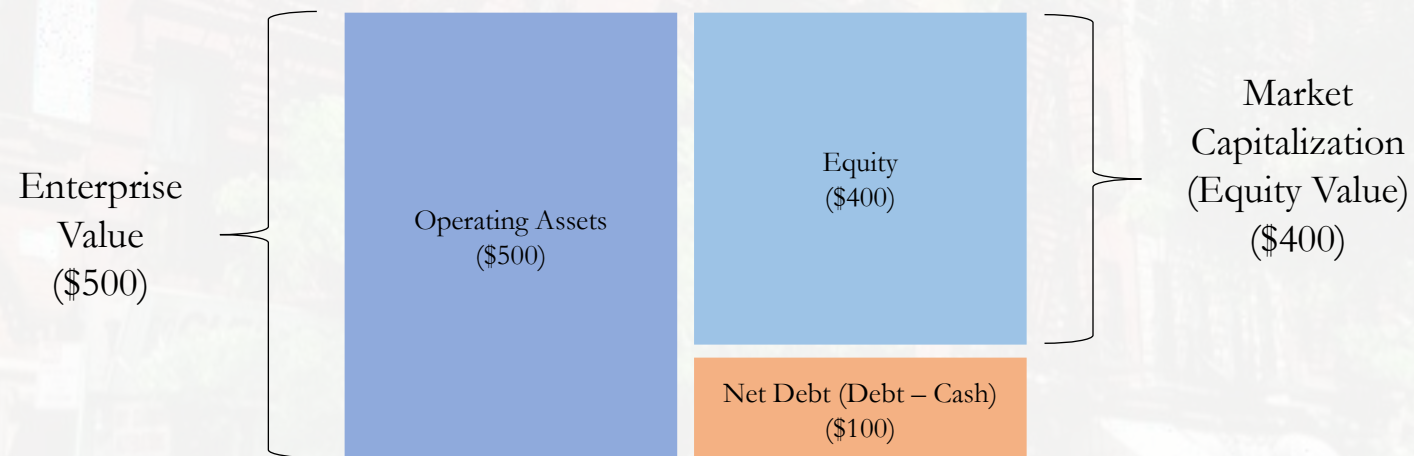 Enterprise
Value
($500)
Operating Assets
($500)
Equity
($400)
Net Debt (Debt – Cash)
($100)
Market
Capitalization
(Equity Value)
($400)